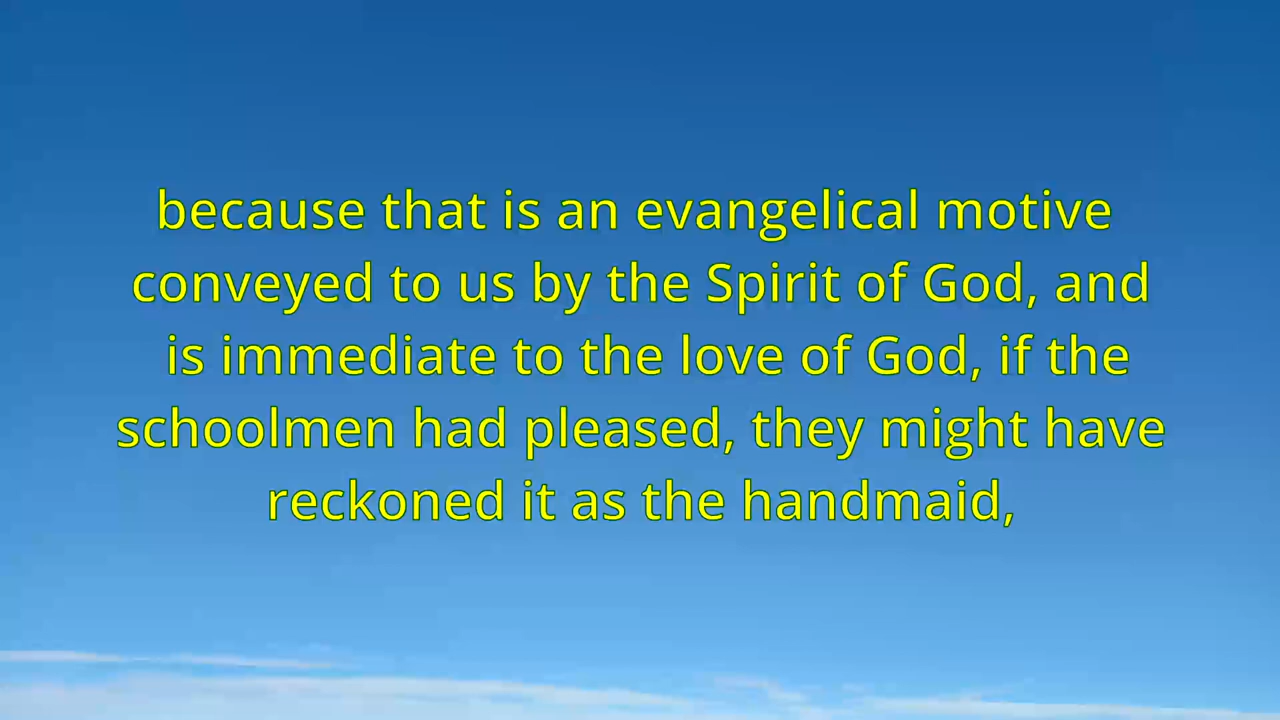 because that is an evangelical motive
conveyed to us by the Spirit of God, and
is immediate to the love of God, if the
schoolmen had pleased, they might have
reckoned it as the handmaid,